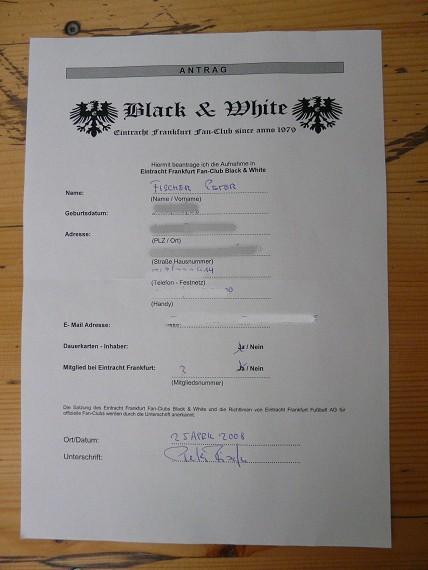 ANTRAG
Black & White
Eintracht Frankfurt Fan-Club since anno 1979
Hiermit beantrage ich die Aufnahme in
Eintracht Frankfurt Fan-Club Black & White
Name: FISCHER PETER
(Name / Vorname)
Geburtsdatum:
Adresse:
(PLZ / Ort)
(Straße,Hausnummer)
(Telefon - Festnetz)
(Handy)
E- Mail Adresse:
Dauerkarten - Inhaber: Ja / Nein
Mitglied bei Eintracht Frankfurt: 2 Ja / Nein
(Mitgliedsnummer)
Die Satzung des Eintracht Frankfurt Fan-Clubs Black & White und die Richtlinien von Eintracht Frankfurt Fußball AG für
offizielle Fan-Clubs werden durch die Unterschrift anerkannt.
Ort/Datum: 25 APRIL 2008
Unterschrift: